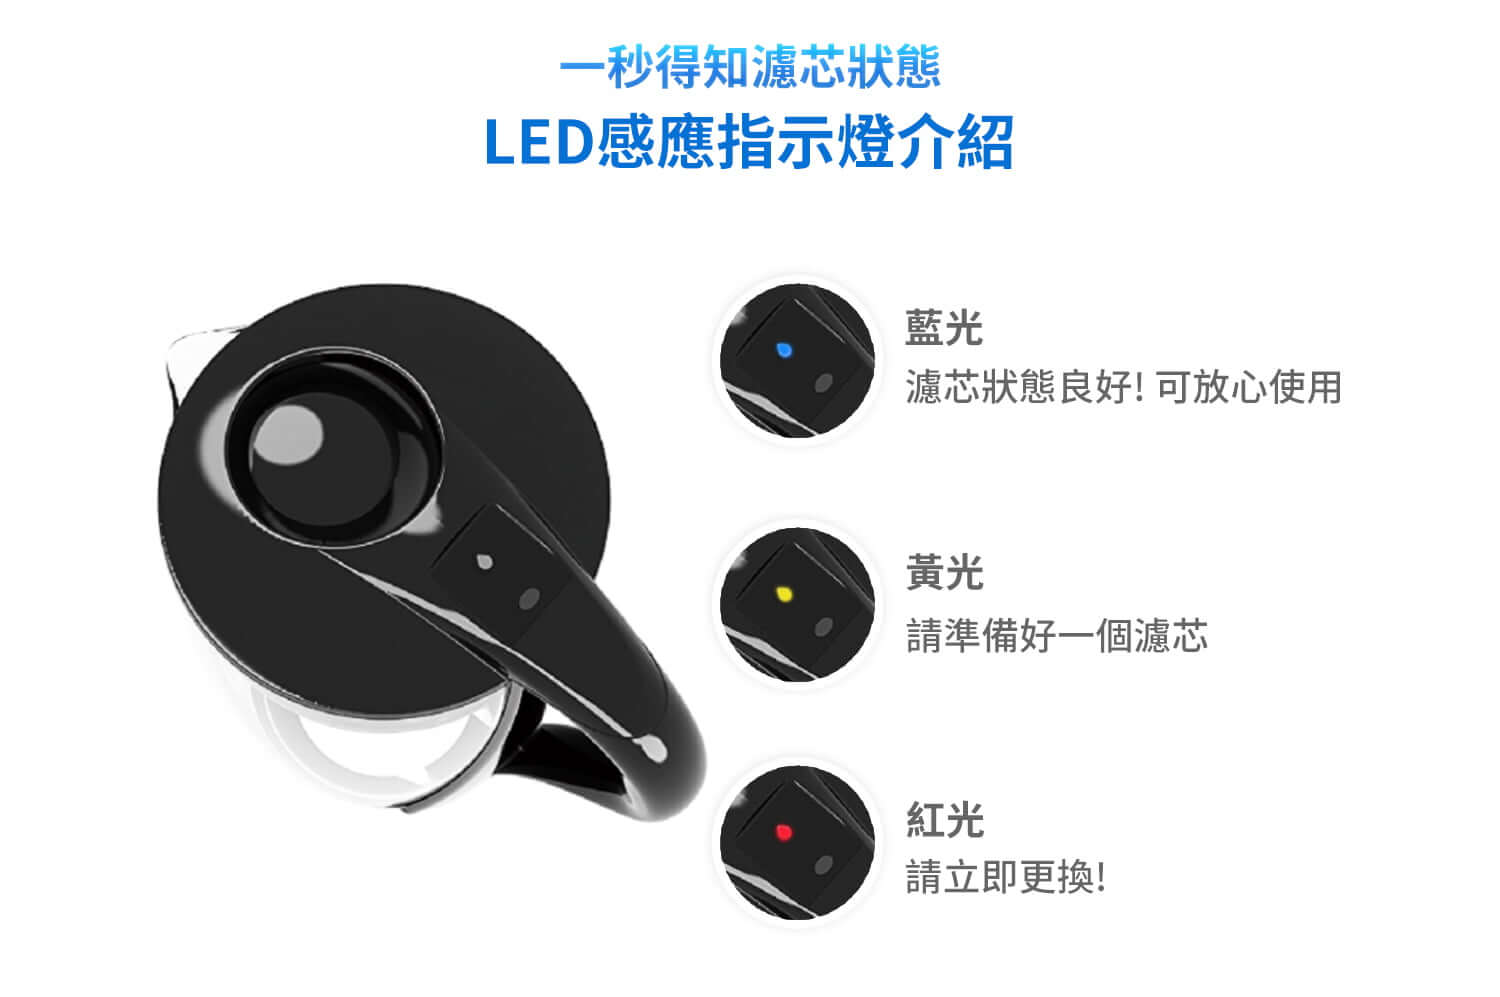 一秒得知濾芯狀態
LED感應指示燈介紹
藍光
濾芯狀態良好! 可放心使用
黃光
請準備好一個濾芯
紅光
請立即更換!